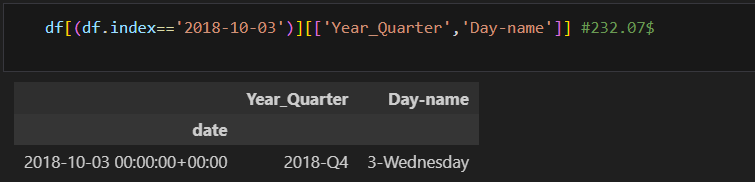 df[(df.index=='2018-10-03')][['Year_Quarter','Day-name']] #232.07$
Year_Quarter Day-name
date
2018-10-03 00:00:00+00:00 2018-Q4 3-Wednesday